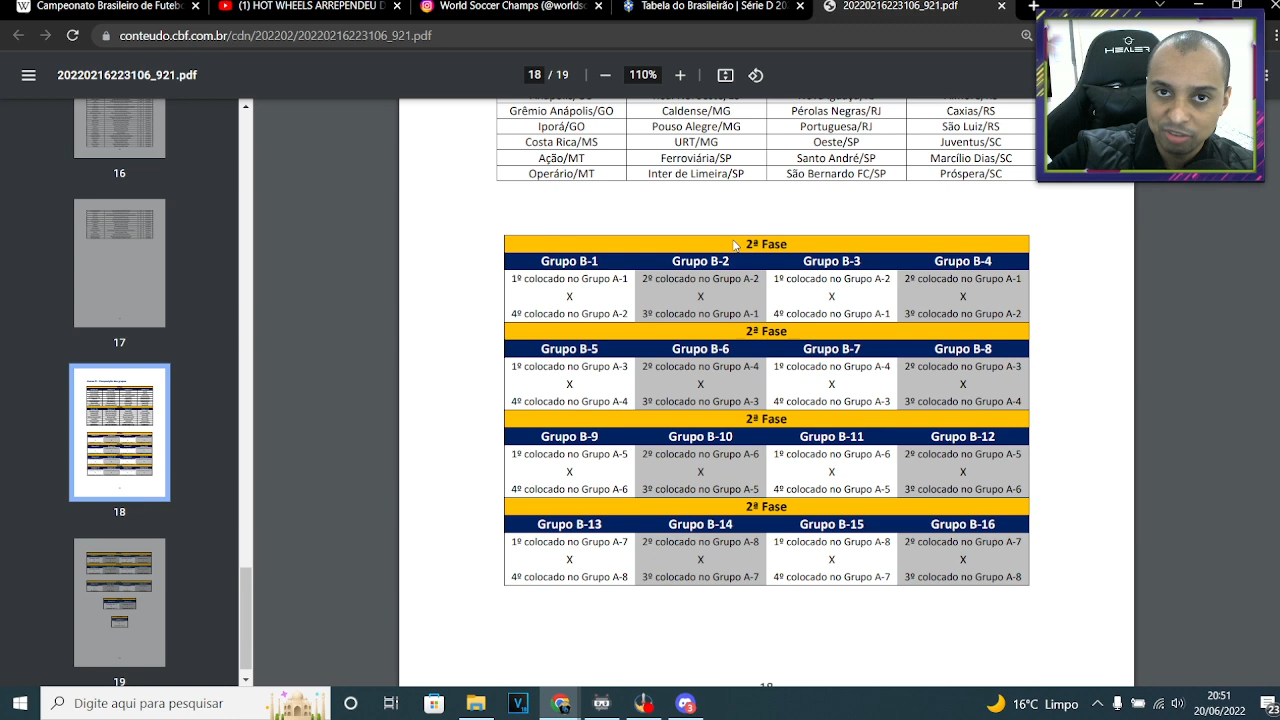 Campeonato Brasileiro de Futebo
(1) HOT WHEELS ARREPENDEU D
World Soccer Champs (@worldso
Tabela do Brasileirão | Série D 20
20220216223106_921.pdf
conteudo.cbf.com.br/cdn/202202/20220216223106_921.pdf
20220216223106_921.pdf
18 / 19
110%
HEALER
16
17
18
19
Grêmio Anápolis/GO Caldense/MG Pérolas Negras/RJ Caxias/RS
Iporá/GO Pouso Alegre/MG Portuguesa/RJ São Luiz/RS
Costa Rica/MS URT/MG Oeste/SP Juventus/SC
Ação/MT Ferroviária/SP Santo André/SP Marcílio Dias/SC
Operário/MT Inter de Limeira/SP São Bernardo FC/SP Próspera/SC
2ª Fase
Grupo B-1 Grupo B-2 Grupo B-3 Grupo B-4
1º colocado no Grupo A-1 2º colocado no Grupo A-2 1º colocado no Grupo A-2 2º colocado no Grupo A-1
X X X X
4º colocado no Grupo A-2 3º colocado no Grupo A-1 4º colocado no Grupo A-1 3º colocado no Grupo A-2
2ª Fase
Grupo B-5 Grupo B-6 Grupo B-7 Grupo B-8
1º colocado no Grupo A-3 2º colocado no Grupo A-4 1º colocado no Grupo A-4 2º colocado no Grupo A-3
X X X X
4º colocado no Grupo A-4 3º colocado no Grupo A-3 4º colocado no Grupo A-3 3º colocado no Grupo A-4
2ª Fase
Grupo B-9 Grupo B-10 Grupo B-11 Grupo B-12
1º colocado no Grupo A-5 2º colocado no Grupo A-6 1º colocado no Grupo A-6 2º colocado no Grupo A-5
X X X X
4º colocado no Grupo A-6 3º colocado no Grupo A-5 4º colocado no Grupo A-5 3º colocado no Grupo A-6
2ª Fase
Grupo B-13 Grupo B-14 Grupo B-15 Grupo B-16
1º colocado no Grupo A-7 2º colocado no Grupo A-8 1º colocado no Grupo A-8 2º colocado no Grupo A-7
X X X X
4º colocado no Grupo A-8 3º colocado no Grupo A-7 4º colocado no Grupo A-7 3º colocado no Grupo A-8
Digite aqui para pesquisar
16°C Limpo
20:51
20/06/2022
23